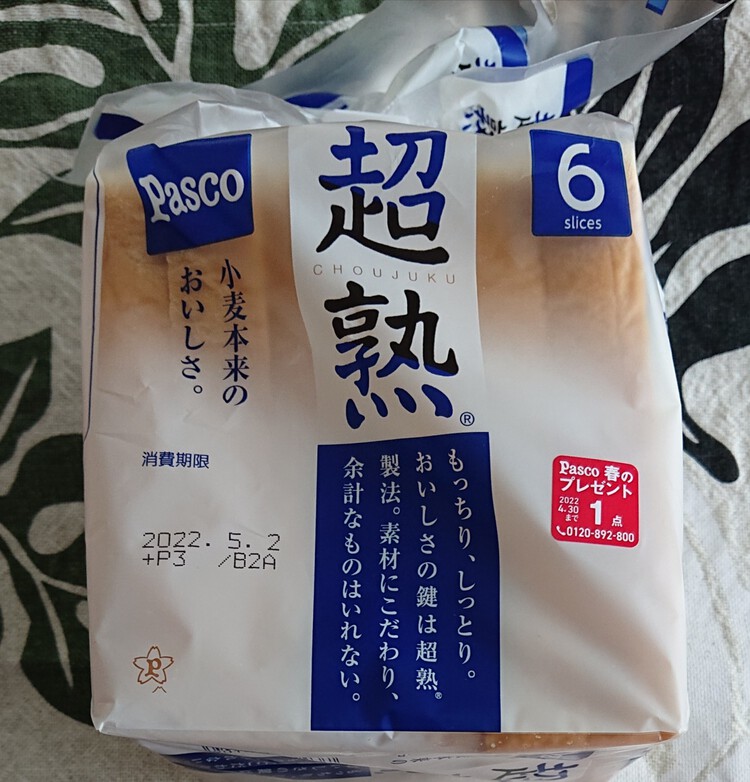 Pasco
超熟
CHOUJUKU
®
6
slices
小麦本来の
おいしさ。
消費期限
2022. 5. 2
+P3 /B2A
もっちり、しっとり。
おいしさの鍵は超熟®
製法。素材にこだわり、
余計なものはいれない。
Pasco 春の
プレゼント
2022
4.30
まで
1点
0120-892-800
P